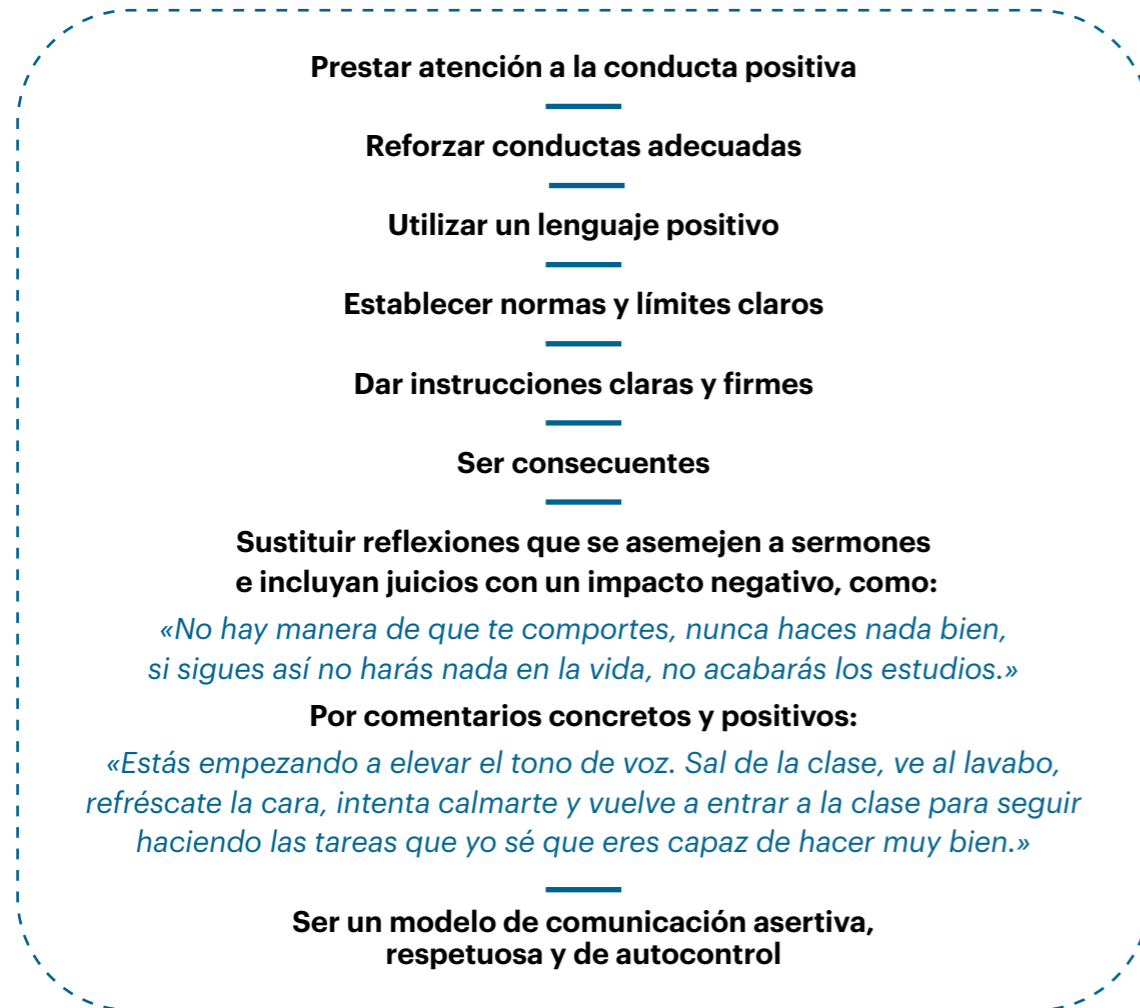 Prestar atención a la conducta positiva
Reforzar conductas adecuadas
Utilizar un lenguaje positivo
Establecer normas y límites claros
Dar instrucciones claras y firmes
Ser consecuentes
Sustituir reflexiones que se asemejen a sermones
e incluyan juicios con un impacto negativo, como:
«No hay manera de que te comportes, nunca haces nada bien,
si sigues así no harás nada en la vida, no acabarás los estudios.»
Por comentarios concretos y positivos:
«Estás empezando a elevar el tono de voz. Sal de la clase, ve al lavabo,
refréscate la cara, intenta calmarte y vuelve a entrar a la clase para seguir
haciendo las tareas que yo sé que eres capaz de hacer muy bien.»
Ser un modelo de comunicación asertiva,
respetuosa y de autocontrol